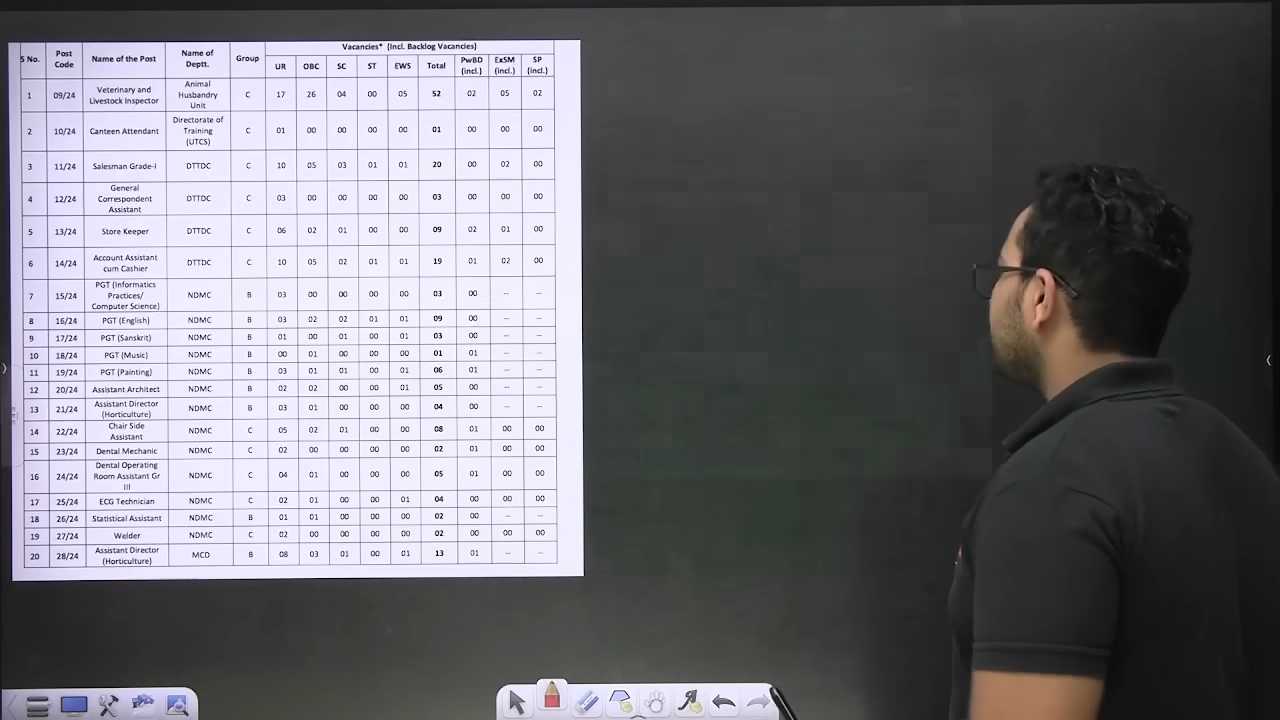 S No. Post Code Name of the Post Name of Deptt. Group Vacancies* (Incl. Backlog Vacancies)
UR OBC SC ST EWS Total PwBD (incl.) ExSM (incl.) SP (incl.)
1 09/24 Veterinary and Livestock Inspector Animal Husbandry Unit C 17 26 04 00 05 52 02 05 02
2 10/24 Canteen Attendant Directorate of Training (UTCS) C 01 00 00 00 00 01 00 00 00
3 11/24 Salesman Grade-I DTTDC C 10 05 03 01 01 20 00 02 00
4 12/24 General Correspondent Assistant DTTDC C 03 00 00 00 00 03 00 00 00
5 13/24 Store Keeper DTTDC C 06 02 01 00 00 09 02 01 00
6 14/24 Account Assistant cum Cashier DTTDC C 10 05 02 01 01 19 01 02 00
7 15/24 PGT (Informatics Practices/ Computer Science) NDMC B 03 00 00 00 00 03 00 -- --
8 16/24 PGT (English) NDMC B 03 02 02 01 01 09 00 -- --
9 17/24 PGT (Sanskrit) NDMC B 01 00 01 00 01 03 00 -- --
10 18/24 PGT (Music) NDMC B 00 01 00 00 00 01 01 -- --
11 19/24 PGT (Painting) NDMC B 03 01 01 00 01 06 01 -- --
12 20/24 Assistant Architect NDMC B 02 02 00 00 01 05 00 -- --
13 21/24 Assistant Director (Horticulture) NDMC B 03 01 00 00 00 04 00 -- --
14 22/24 Chair Side Assistant NDMC C 05 02 01 00 00 08 01 00 00
15 23/24 Dental Mechanic NDMC C 02 00 00 00 00 02 01 00 00
16 24/24 Dental Operating Room Assistant Gr III NDMC C 04 01 00 00 00 05 01 00 00
17 25/24 ECG Technician NDMC C 02 01 00 00 01 04 00 00 00
18 26/24 Statistical Assistant NDMC B 01 01 00 00 00 02 00 -- --
19 27/24 Welder NDMC C 02 00 00 00 00 02 00 00 00
20 28/24 Assistant Director (Horticulture) MCD B 08 03 01 00 01 13 01 -- --